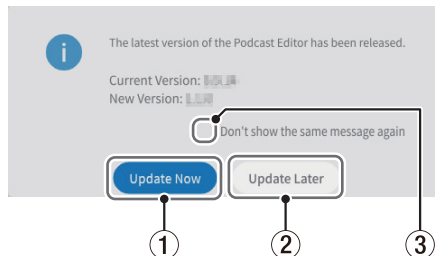 The latest version of the Podcast Editor has been released.
Current Version:
New Version:
Don't show the same message again
Update Now
Update Later
1
2
3